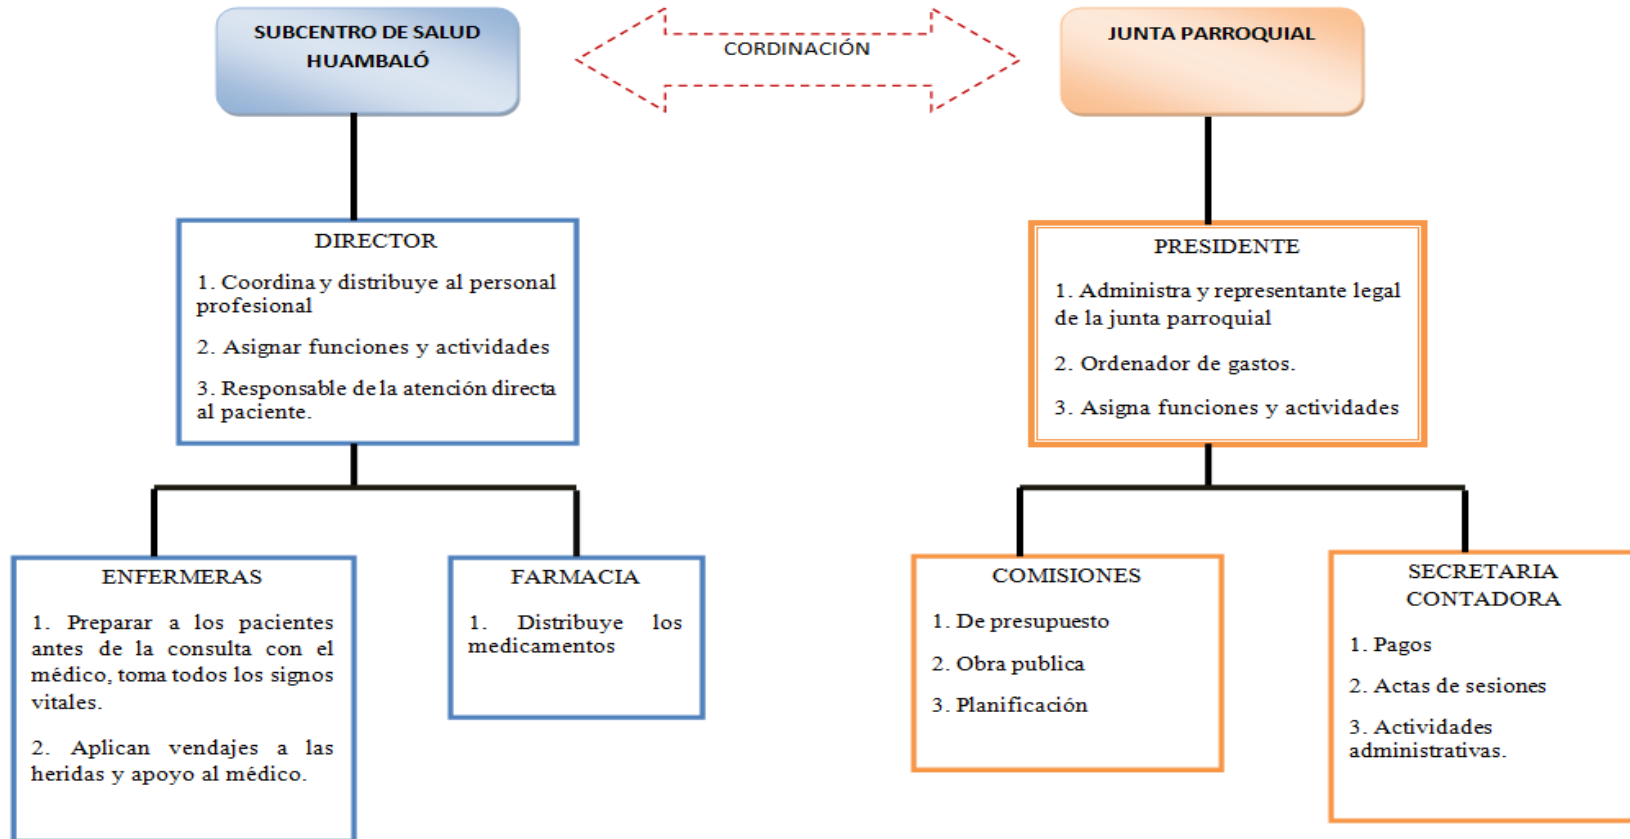 SUBCENTRO DE SALUD
HUAMBALÓ
CORDINACIÓN
JUNTA PARROQUIAL
DIRECTOR
1. Coordina y distribuye al personal
profesional
2. Asignar funciones y actividades
3. Responsable de la atención directa
al paciente.
PRESIDENTE
1. Administra y representante legal
de la junta parroquial
2. Ordenador de gastos.
3. Asigna funciones y actividades
ENFERMERAS
1. Preparar a los pacientes
antes de la consulta con el
médico, toma todos los signos
vitales.
2. Aplican vendajes a las
heridas y apoyo al médico.
FARMACIA
1. Distribuye los
medicamentos
COMISIONES
1. De presupuesto
2. Obra publica
3. Planificación
SECRETARIA
CONTADORA
1. Pagos
2. Actas de sesiones
3. Actividades
administrativas.